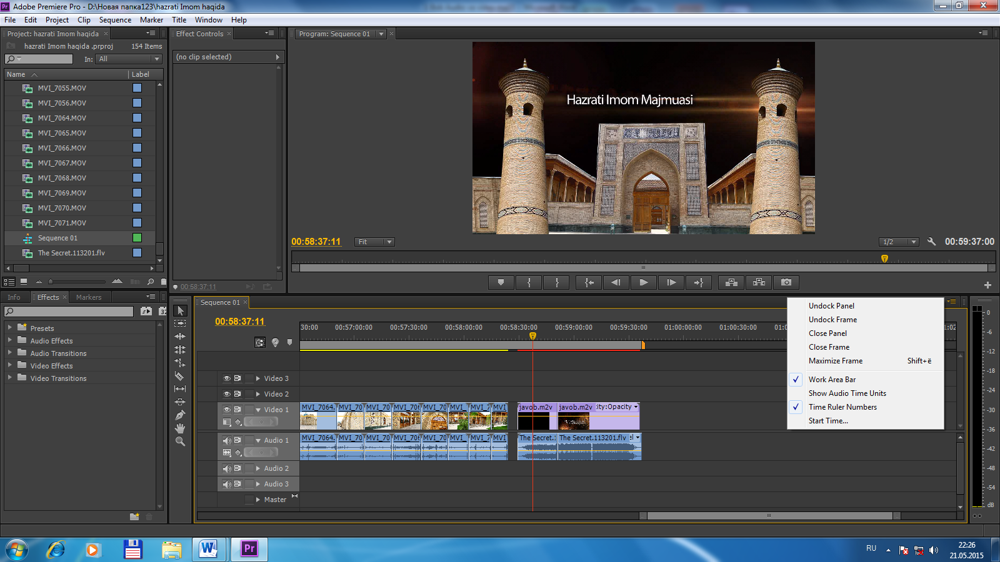 Adobe Premiere Pro - D:\Новая папка123\hazrati Imom haqida
File Edit Project Clip Sequence Marker Title Window Help
Project: hazrati Imom haqida
hazrati Imom haqida .prproj 154 Items
In: All
Name Label
MVI_7055.MOV
MVI_7056.MOV
MVI_7064.MOV
MVI_7065.MOV
MVI_7066.MOV
MVI_7067.MOV
MVI_7068.MOV
MVI_7069.MOV
MVI_7070.MOV
MVI_7071.MOV
Sequence 01
The Secret.113201.flv
Effect Controls
(no clip selected)
00:58:37:11
Program: Sequence 01
Hazrati Imom Majmuasi
00:58:37:11 Fit 1/2 00:59:37:00
Info Effects Markers
Presets
Audio Effects
Audio Transitions
Video Effects
Video Transitions
Sequence 01
00:58:37:11
30:00 00:57:00:00 00:57:30:00 00:58:00:00 00:58:30:00 00:59:00:00 00:59:30:00 01:00:00:00 01:00:30:00 01:0 1:02
Video 3
Video 2
Video 1
MVI_7064. MVI_70 MVI_701 MVI_706 MVI_70 MVI_ MVI_7 MVI javob.m2v javob.m2v ity:Opacity
Audio 1
MVI_7064. MVI_70 MVI_701 MVI_706 MVI_70 MVI_ MVI_7 MVI The Secret.1 The Secret.113201.flv el
Audio 2
Audio 3
Master
Undock Panel
Undock Frame
Close Panel
Close Frame
Maximize Frame Shift+ё
Work Area Bar
Show Audio Time Units
Time Ruler Numbers
Start Time...
0
-6
-12
-18
-24
-30
-36
-42
-48
-54
dB
RU
22:26
21.05.2015